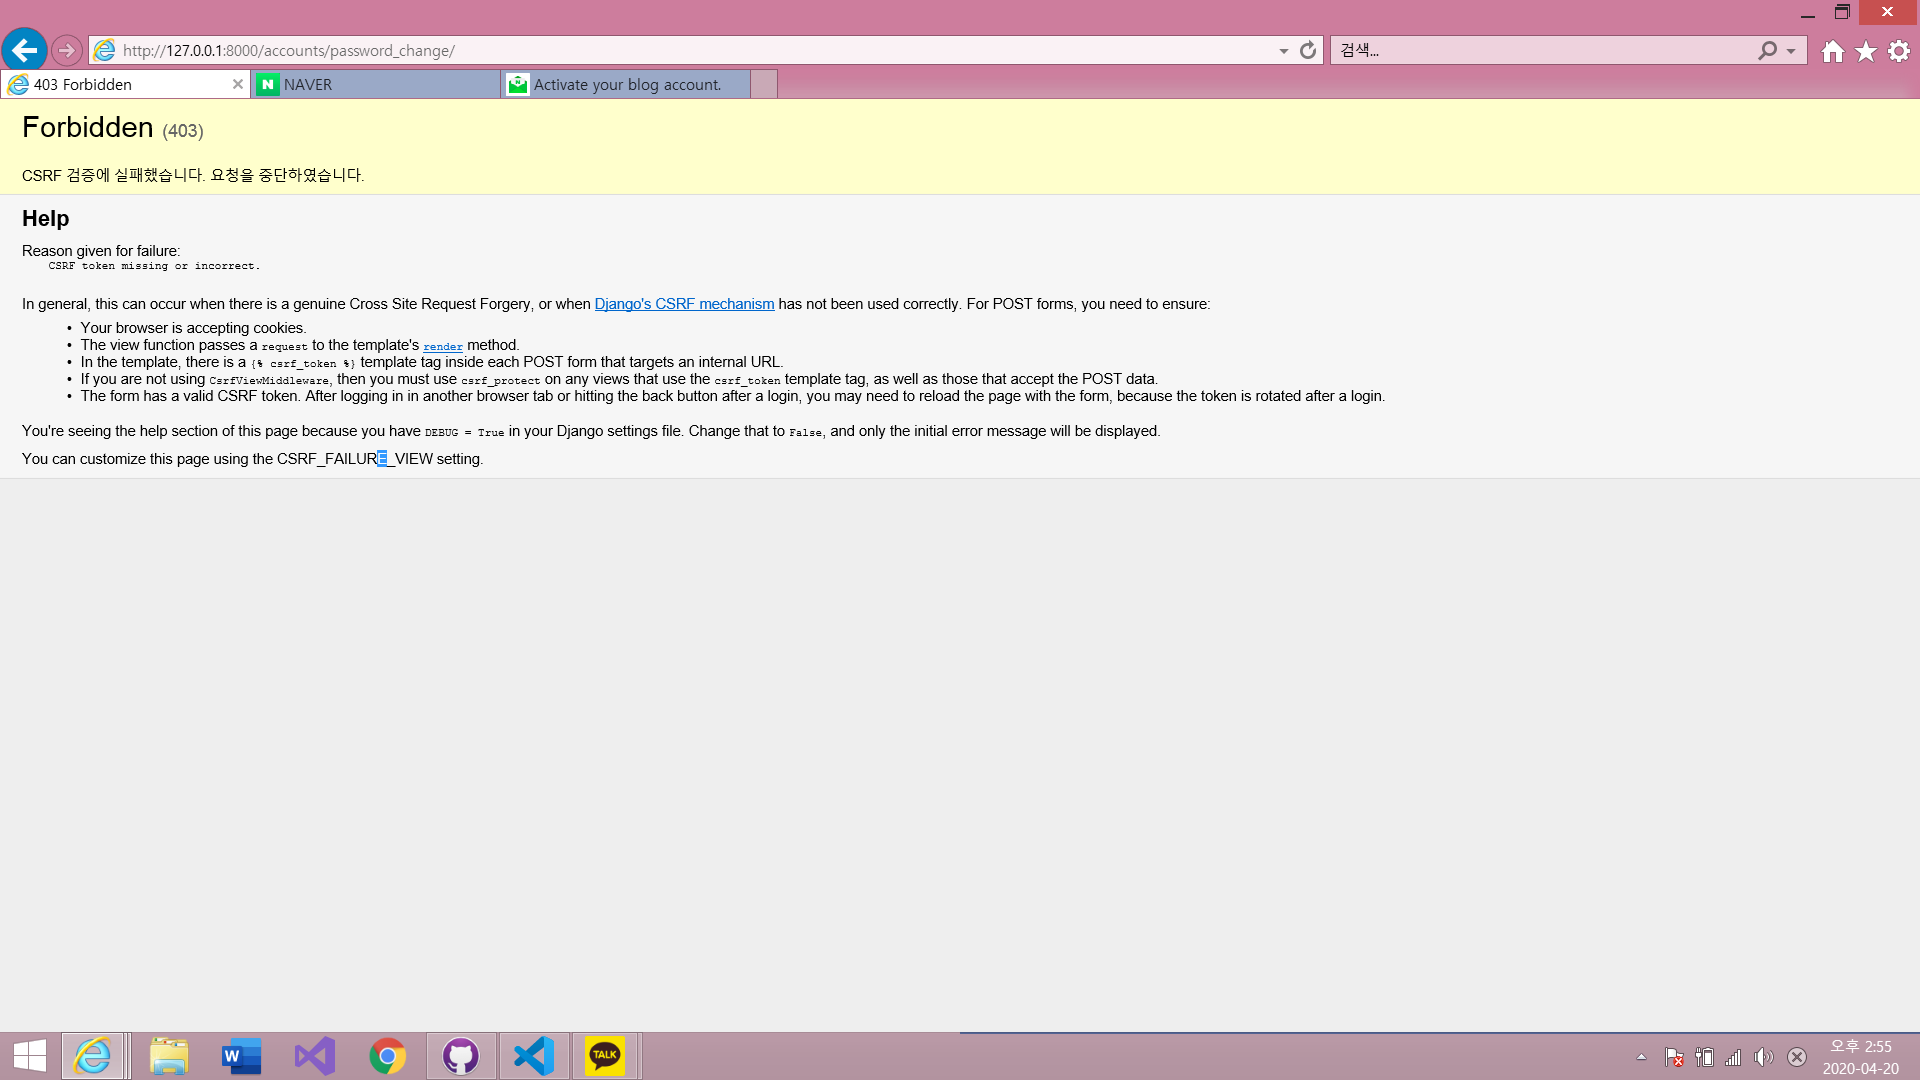 http://127.0.0.1:8000/accounts/password_change/
검색...
403 Forbidden
NAVER
Activate your blog account.
Forbidden (403)
CSRF 검증에 실패했습니다. 요청을 중단하였습니다.
Help
Reason given for failure:
CSRF token missing or incorrect.
In general, this can occur when there is a genuine Cross Site Request Forgery, or when Django's CSRF mechanism has not been used correctly. For POST forms, you need to ensure:
• Your browser is accepting cookies.
• The view function passes a request to the template's render method.
• In the template, there is a {% csrf_token %} template tag inside each POST form that targets an internal URL.
• If you are not using CsrfViewMiddleware, then you must use csrf_protect on any views that use the csrf_token template tag, as well as those that accept the POST data.
• The form has a valid CSRF token. After logging in in another browser tab or hitting the back button after a login, you may need to reload the page with the form, because the token is rotated after a login.
You're seeing the help section of this page because you have DEBUG = True in your Django settings file. Change that to False, and only the initial error message will be displayed.
You can customize this page using the CSRF_FAILURE_VIEW setting.
TALK
오후 2:55
2020-04-20